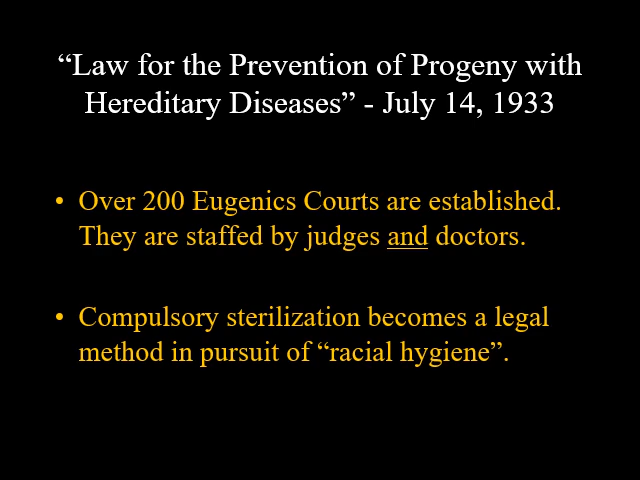 “Law for the Prevention of Progeny with
Hereditary Diseases” - July 14, 1933
• Over 200 Eugenics Courts are established.
They are staffed by judges and doctors.
• Compulsory sterilization becomes a legal
method in pursuit of “racial hygiene”.